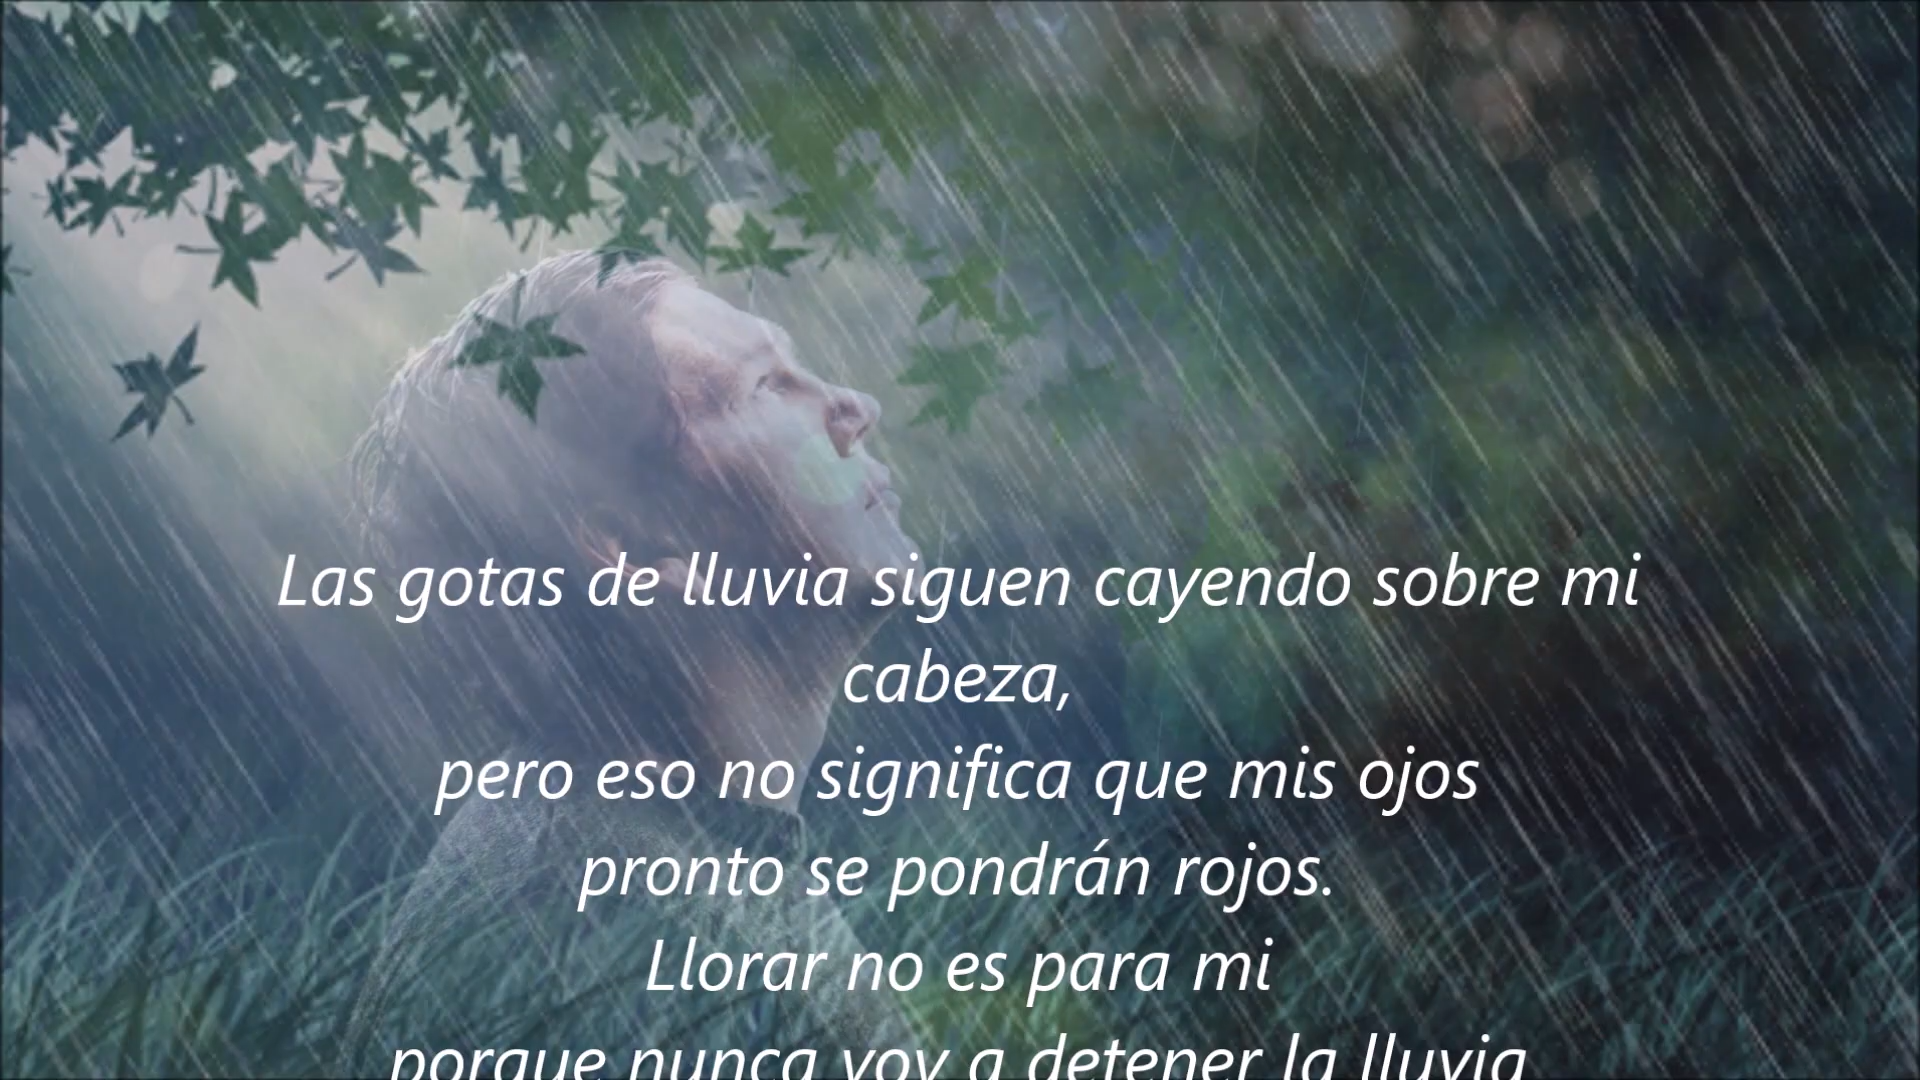 Las gotas de lluvia siguen cayendo sobre mi
cabeza,
pero eso no significa que mis ojos
pronto se pondrán rojos.
Llorar no es para mi
porque nunca voy a detener la lluvia